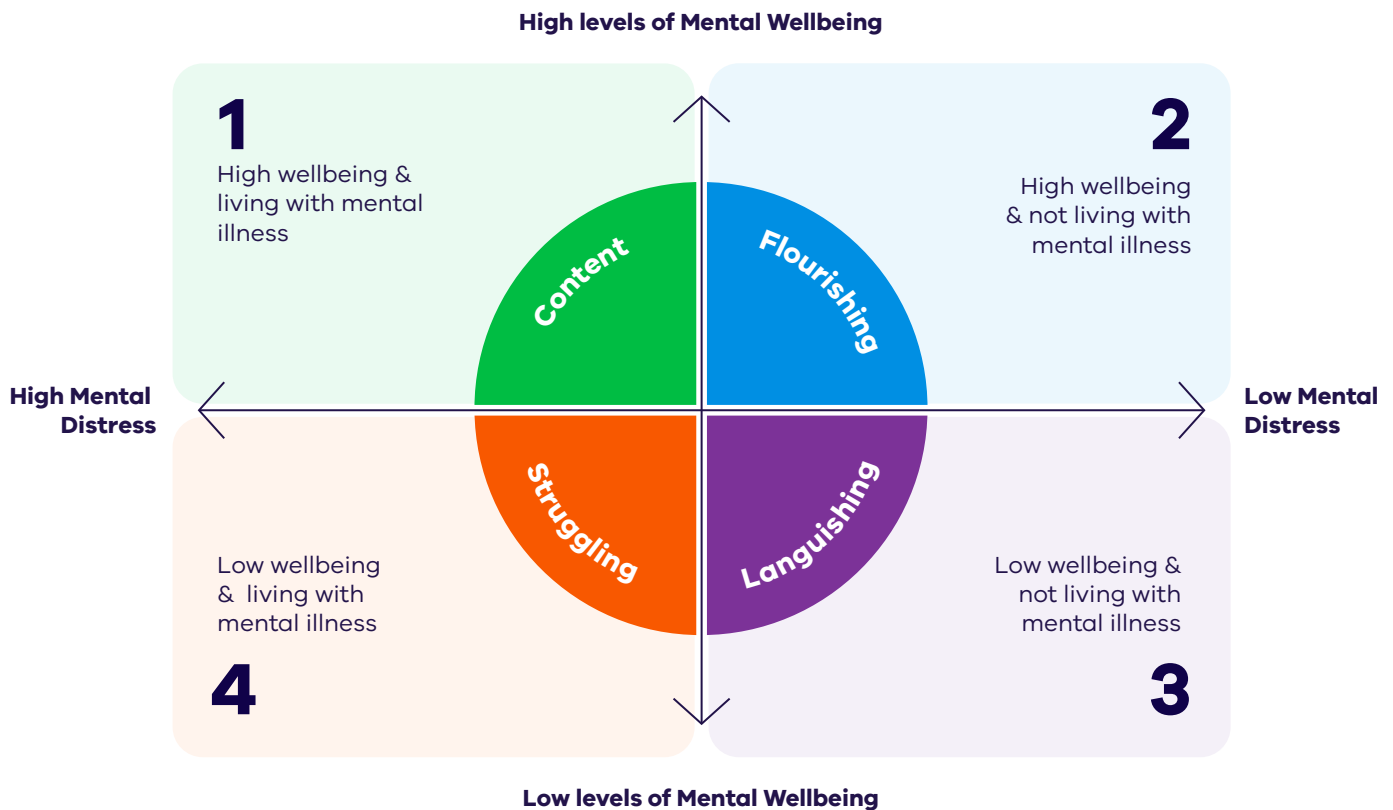 High levels of Mental Wellbeing
1
High wellbeing &
living with mental
illness
2
High wellbeing
& not living with
mental illness
Content
Flourishing
High Mental
Distress
Low Mental
Distress
Struggling
Languishing
Low wellbeing
& living with
mental illness
4
Low wellbeing &
not living with
mental illness
3
Low levels of Mental Wellbeing